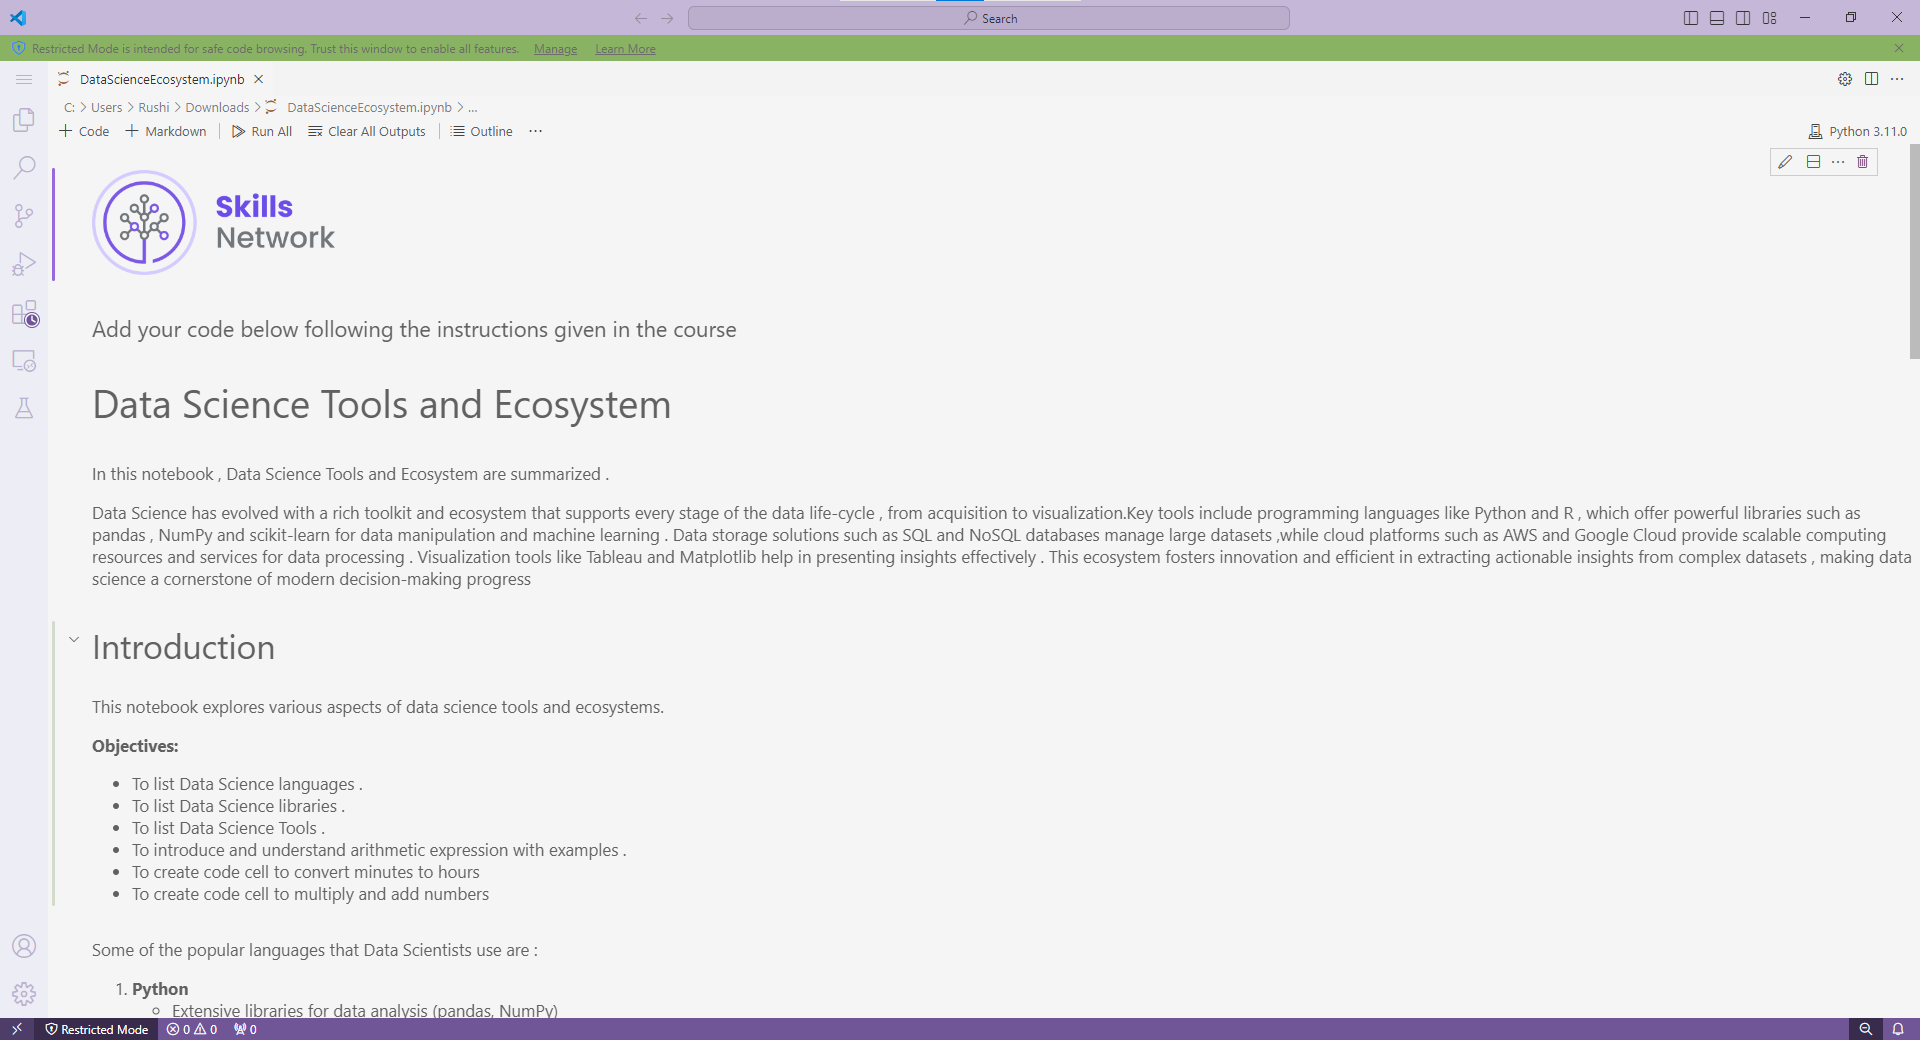 Search
Restricted Mode is intended for safe code browsing. Trust this window to enable all features. Manage Learn More
DataScienceEcosystem.ipynb
C: > Users > Rushi > Downloads > DataScienceEcosystem.ipynb > ...
+ Code + Markdown Run All Clear All Outputs Outline ... Python 3.11.0
Skills
Network
Add your code below following the instructions given in the course
Data Science Tools and Ecosystem
In this notebook , Data Science Tools and Ecosystem are summarized .
Data Science has evolved with a rich toolkit and ecosystem that supports every stage of the data life-cycle , from acquisition to visualization.Key tools include programming languages like Python and R , which offer powerful libraries such as
pandas , NumPy and scikit-learn for data manipulation and machine learning . Data storage solutions such as SQL and NoSQL databases manage large datasets ,while cloud platforms such as AWS and Google Cloud provide scalable computing
resources and services for data processing . Visualization tools like Tableau and Matplotlib help in presenting insights effectively . This ecosystem fosters innovation and efficient in extracting actionable insights from complex datasets , making data
science a cornerstone of modern decision-making progress
Introduction
This notebook explores various aspects of data science tools and ecosystems.
Objectives:
• To list Data Science languages .
• To list Data Science libraries .
• To list Data Science Tools .
• To introduce and understand arithmetic expression with examples .
• To create code cell to convert minutes to hours
• To create code cell to multiply and add numbers
Some of the popular languages that Data Scientists use are :
1. Python
○ Extensive libraries for data analysis (pandas, NumPy)
Restricted Mode 0 0 0